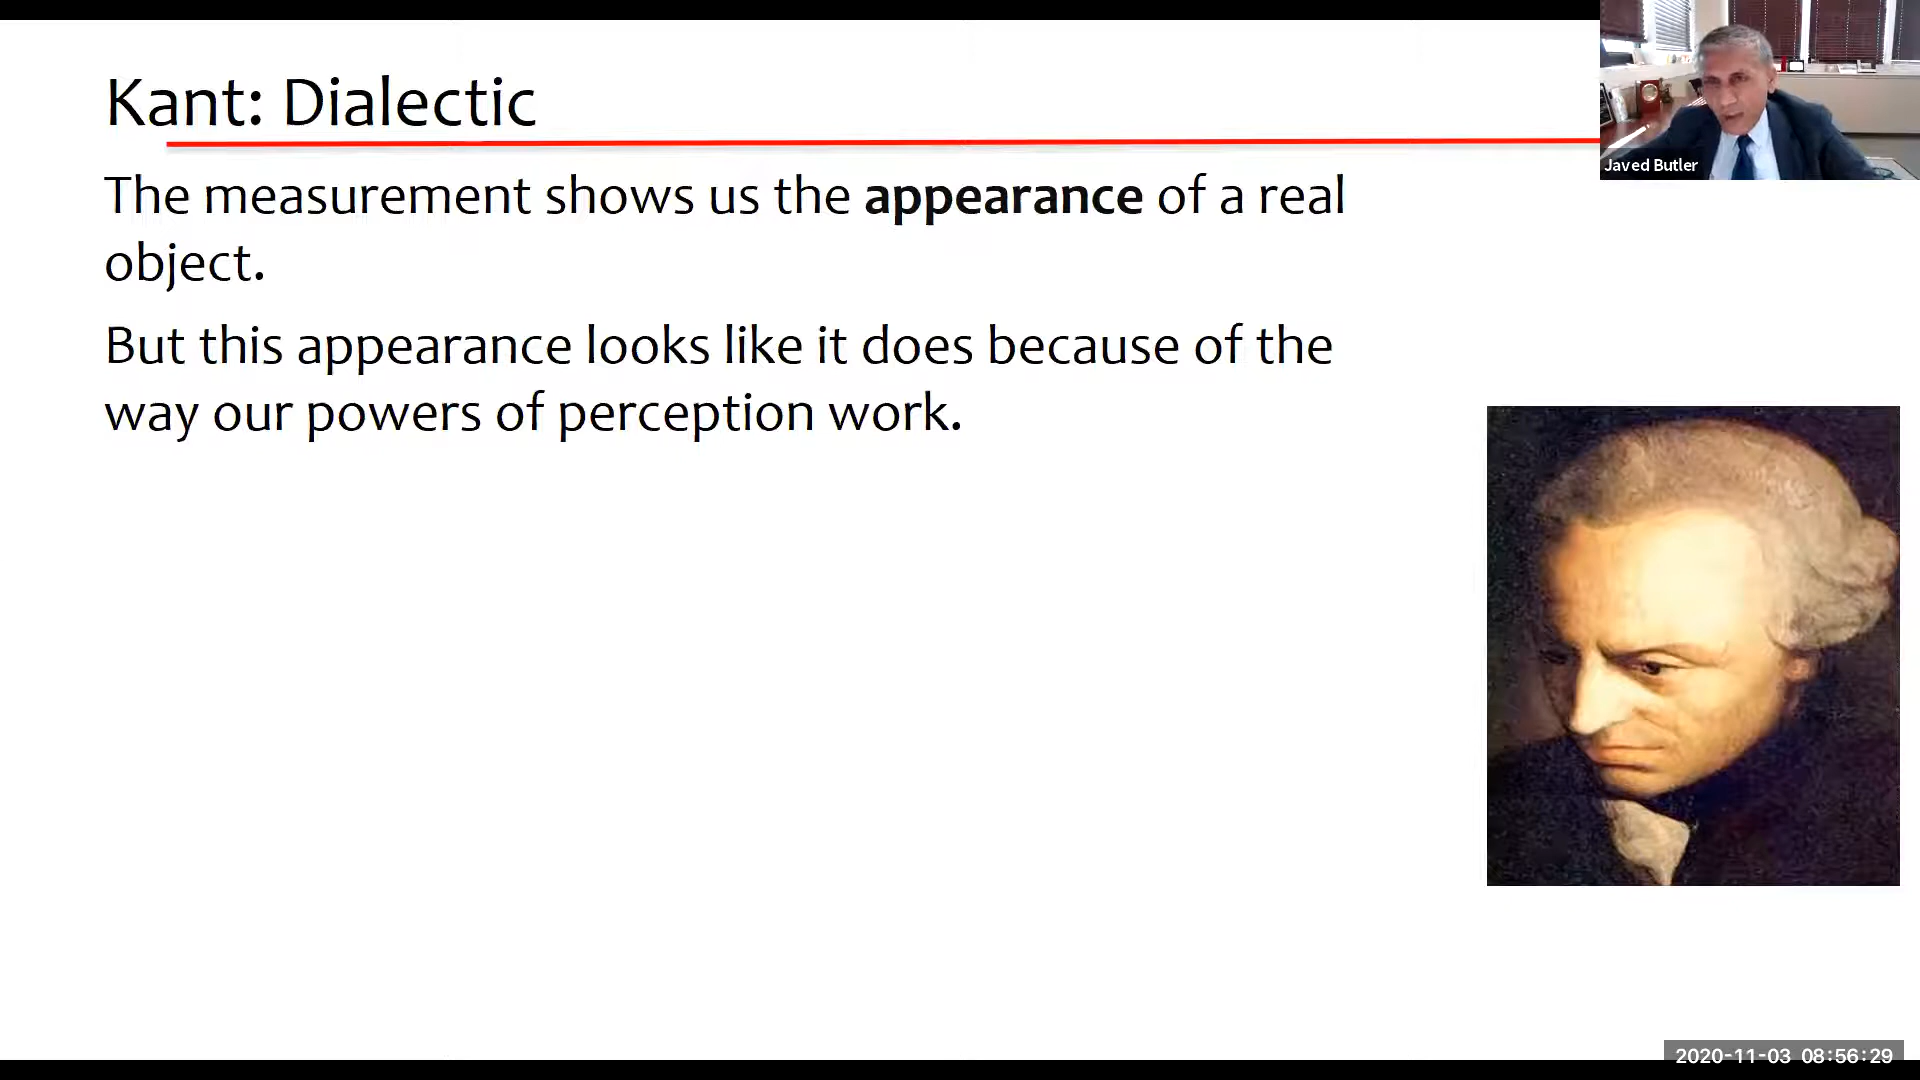 Kant: Dialectic
The measurement shows us the appearance of a real
object.
But this appearance looks like it does because of the
way our powers of perception work.
Javed Butler
2020-11-03 08:56:29